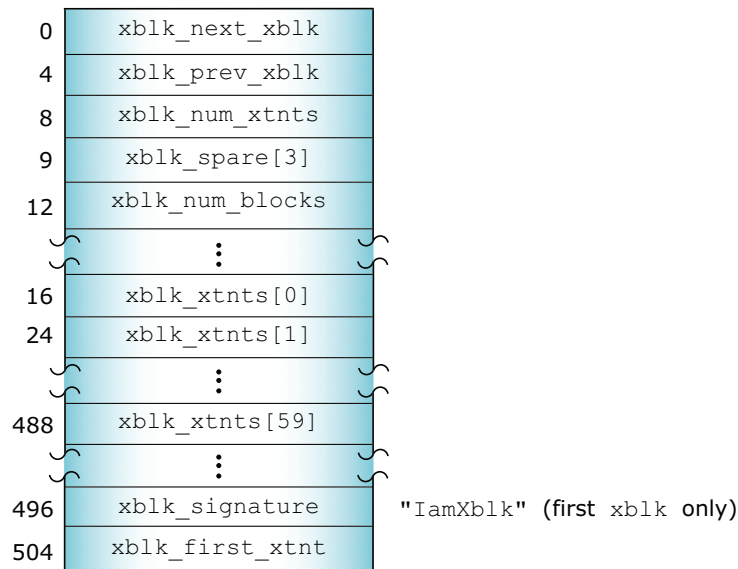 0 xblk_next_xblk
4 xblk_prev_xblk
8 xblk_num_xtnts
9 xblk_spare[3]
12 xblk_num_blocks
16 xblk_xtnts[0]
24 xblk_xtnts[1]
488 xblk_xtnts[59]
496 xblk_signature "IamXblk" (first xblk only)
504 xblk_first_xtnt